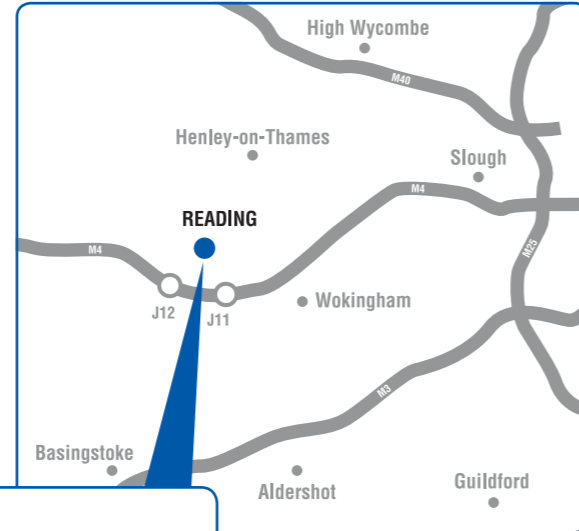 High Wycombe
M40
Henley-on-Thames
Slough
M4
READING
M4
M25
J12
J11
Wokingham
M3
Basingstoke
Aldershot
Guildford